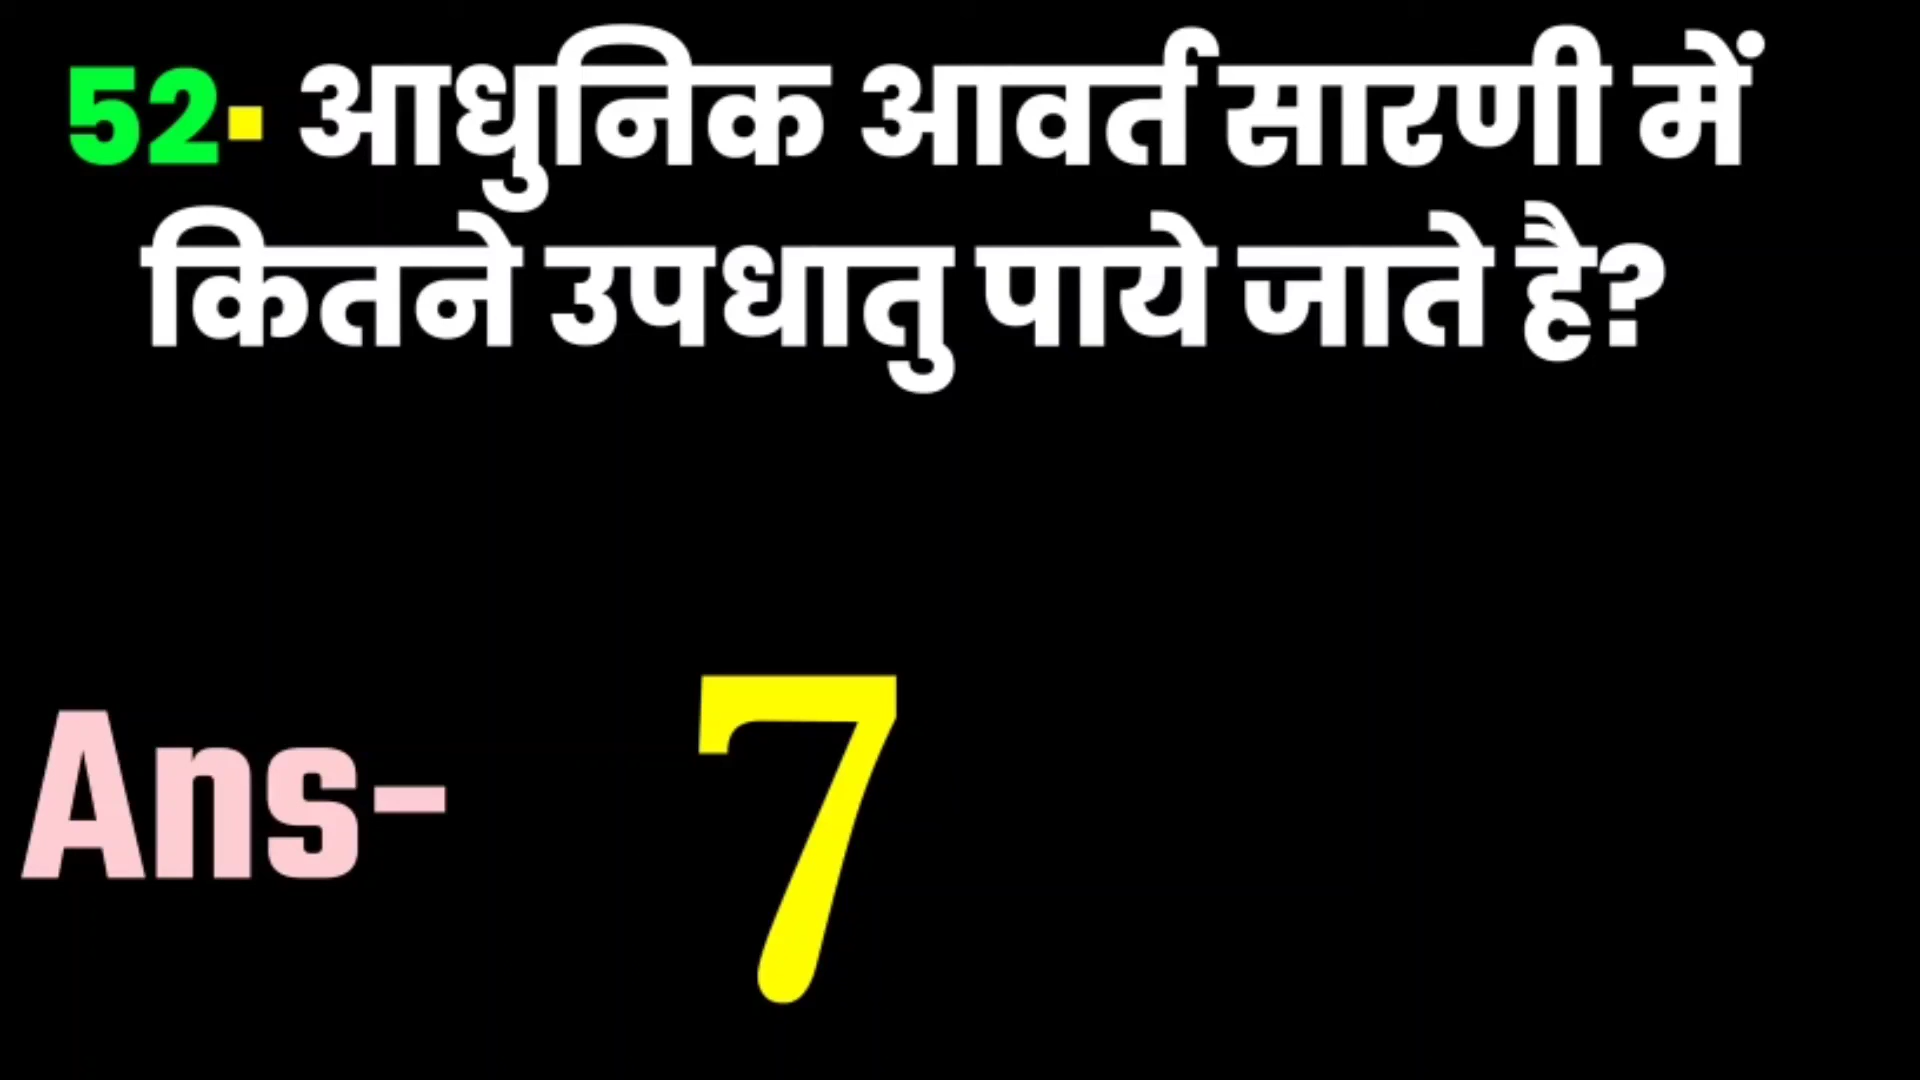 52• आधुनिक आवर्त सारणी में
कितने उपधातु पाये जाते है?
Ans- 7